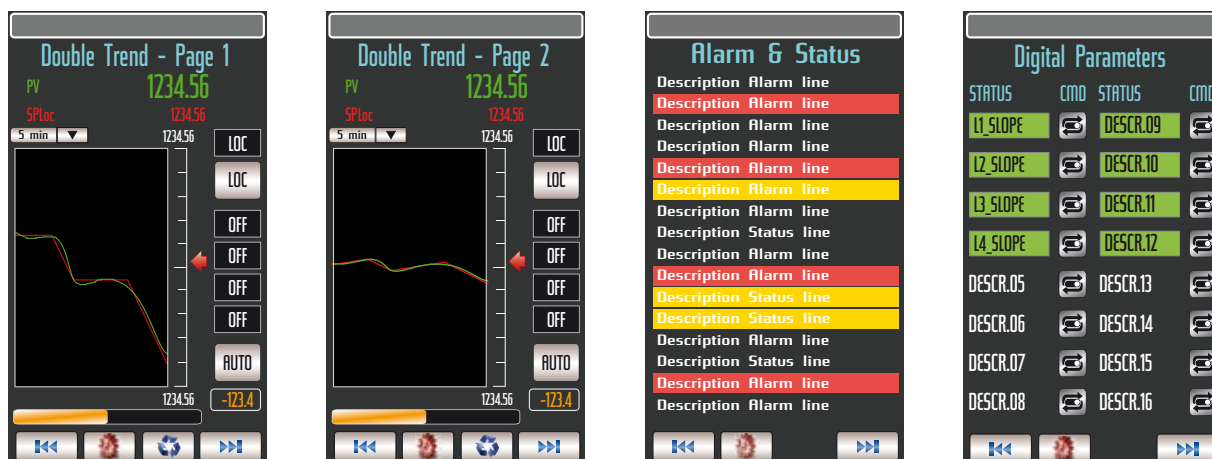 Double Trend - Page 1
PV 1234.56
SPLoc 1234.56
5 min 1234.56
LOC
LOC
OFF
OFF
OFF
OFF
AUTO
1234.56 -123.4
Double Trend - Page 2
PV 1234.56
SPLoc 1234.56
5 min 1234.56
LOC
LOC
OFF
OFF
OFF
OFF
AUTO
1234.56 -123.4
Alarm & Status
Description Alarm line
Description Alarm line
Description Alarm line
Description Alarm line
Description Alarm line
Description Alarm line
Description Alarm line
Description Status line
Description Alarm line
Description Alarm line
Description Status line
Description Status line
Description Alarm line
Description Status line
Description Alarm line
Description Alarm line
Digital Parameters
STATUS CMD STATUS CMD
L1_SLOPE DESCR.09
L2_SLOPE DESCR.10
L3_SLOPE DESCR.11
L4_SLOPE DESCR.12
DESCR.05 DESCR.13
DESCR.06 DESCR.14
DESCR.07 DESCR.15
DESCR.08 DESCR.16